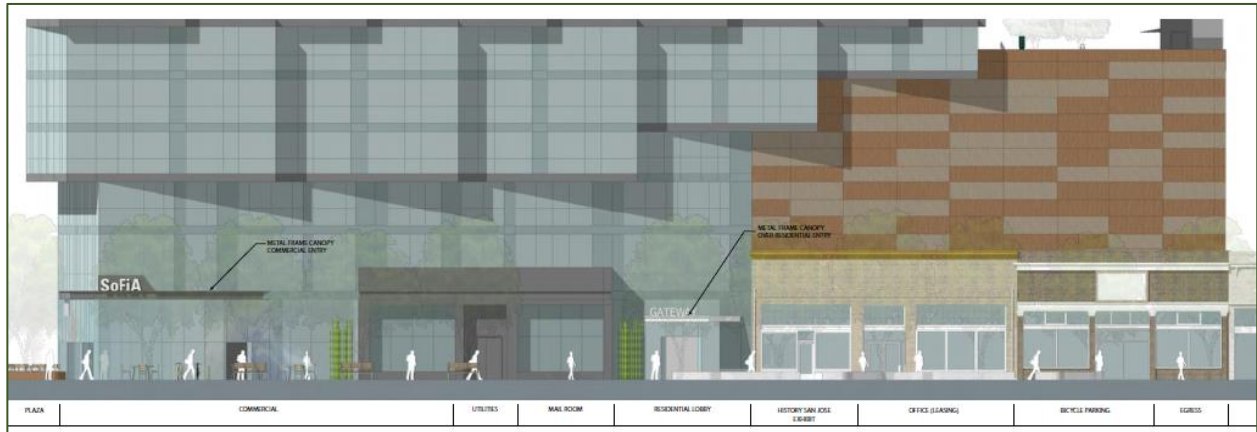 METAL FRAME CANOPY
COMMERCIAL ENTRY
METAL FRAME CANOPY
OVER RESIDENTIAL ENTRY
SoFiA
GATEWAY
PLAZA
COMMERCIAL
UTILITIES
MAIL ROOM
RESIDENTIAL LOBBY
HISTORY SAN JOSE
EXHIBIT
OFFICE (LEASING)
BICYCLE PARKING
EGRESS